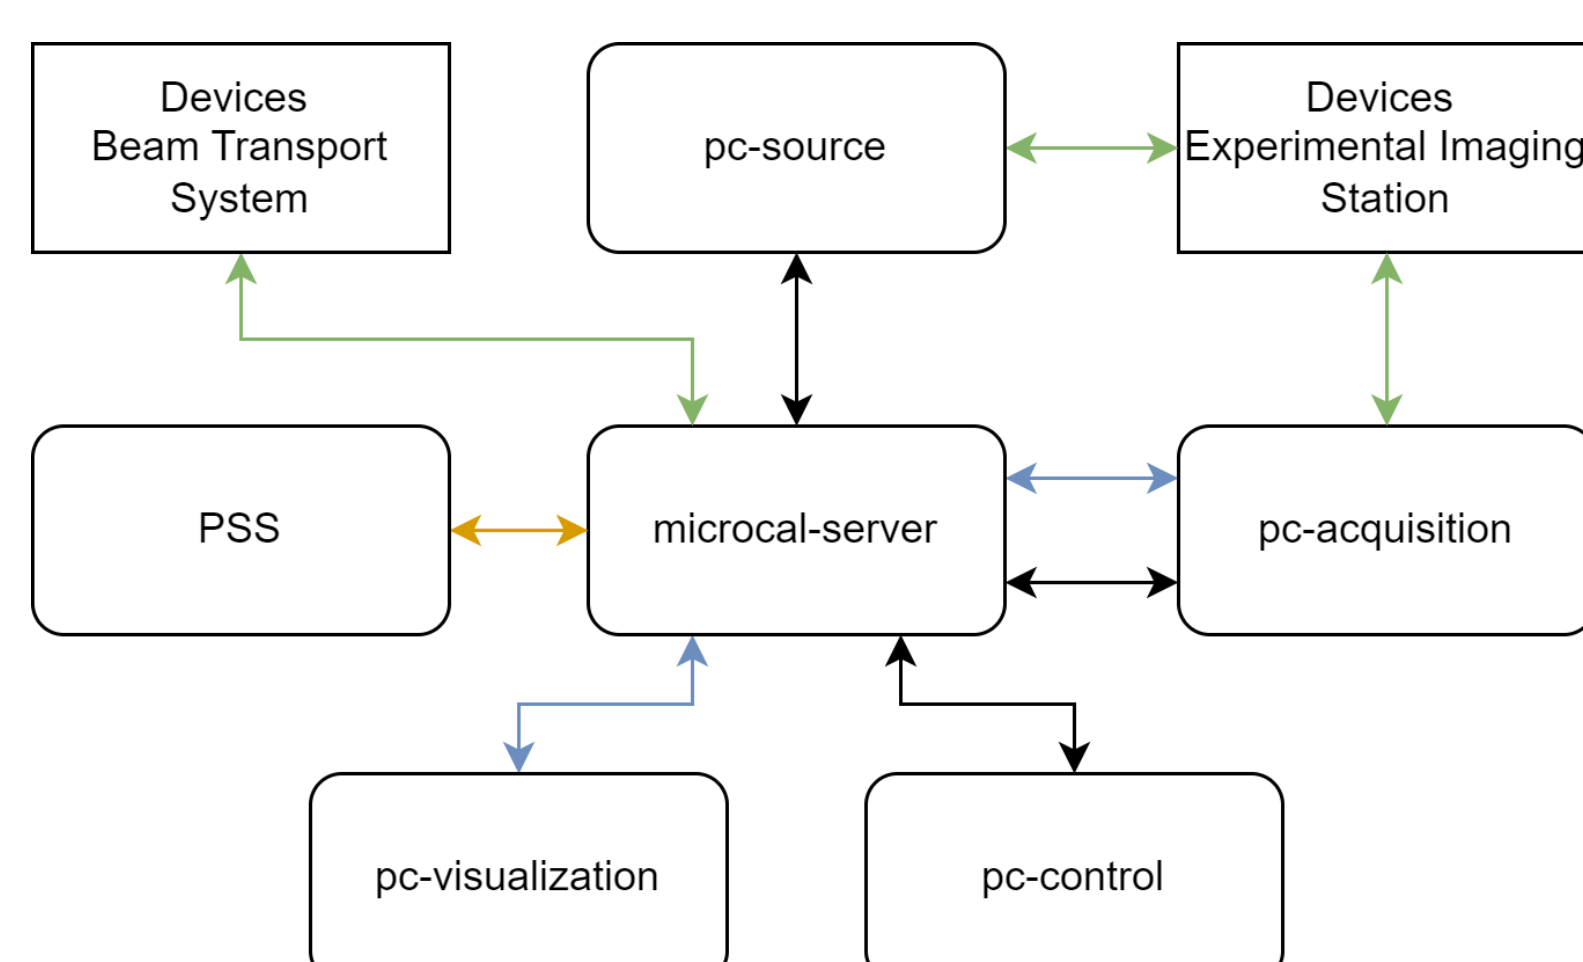 Devices
Beam Transport
System
pc-source
Devices
Experimental Imaging
Station
PSS
microcal-server
pc-acquisition
pc-visualization
pc-control